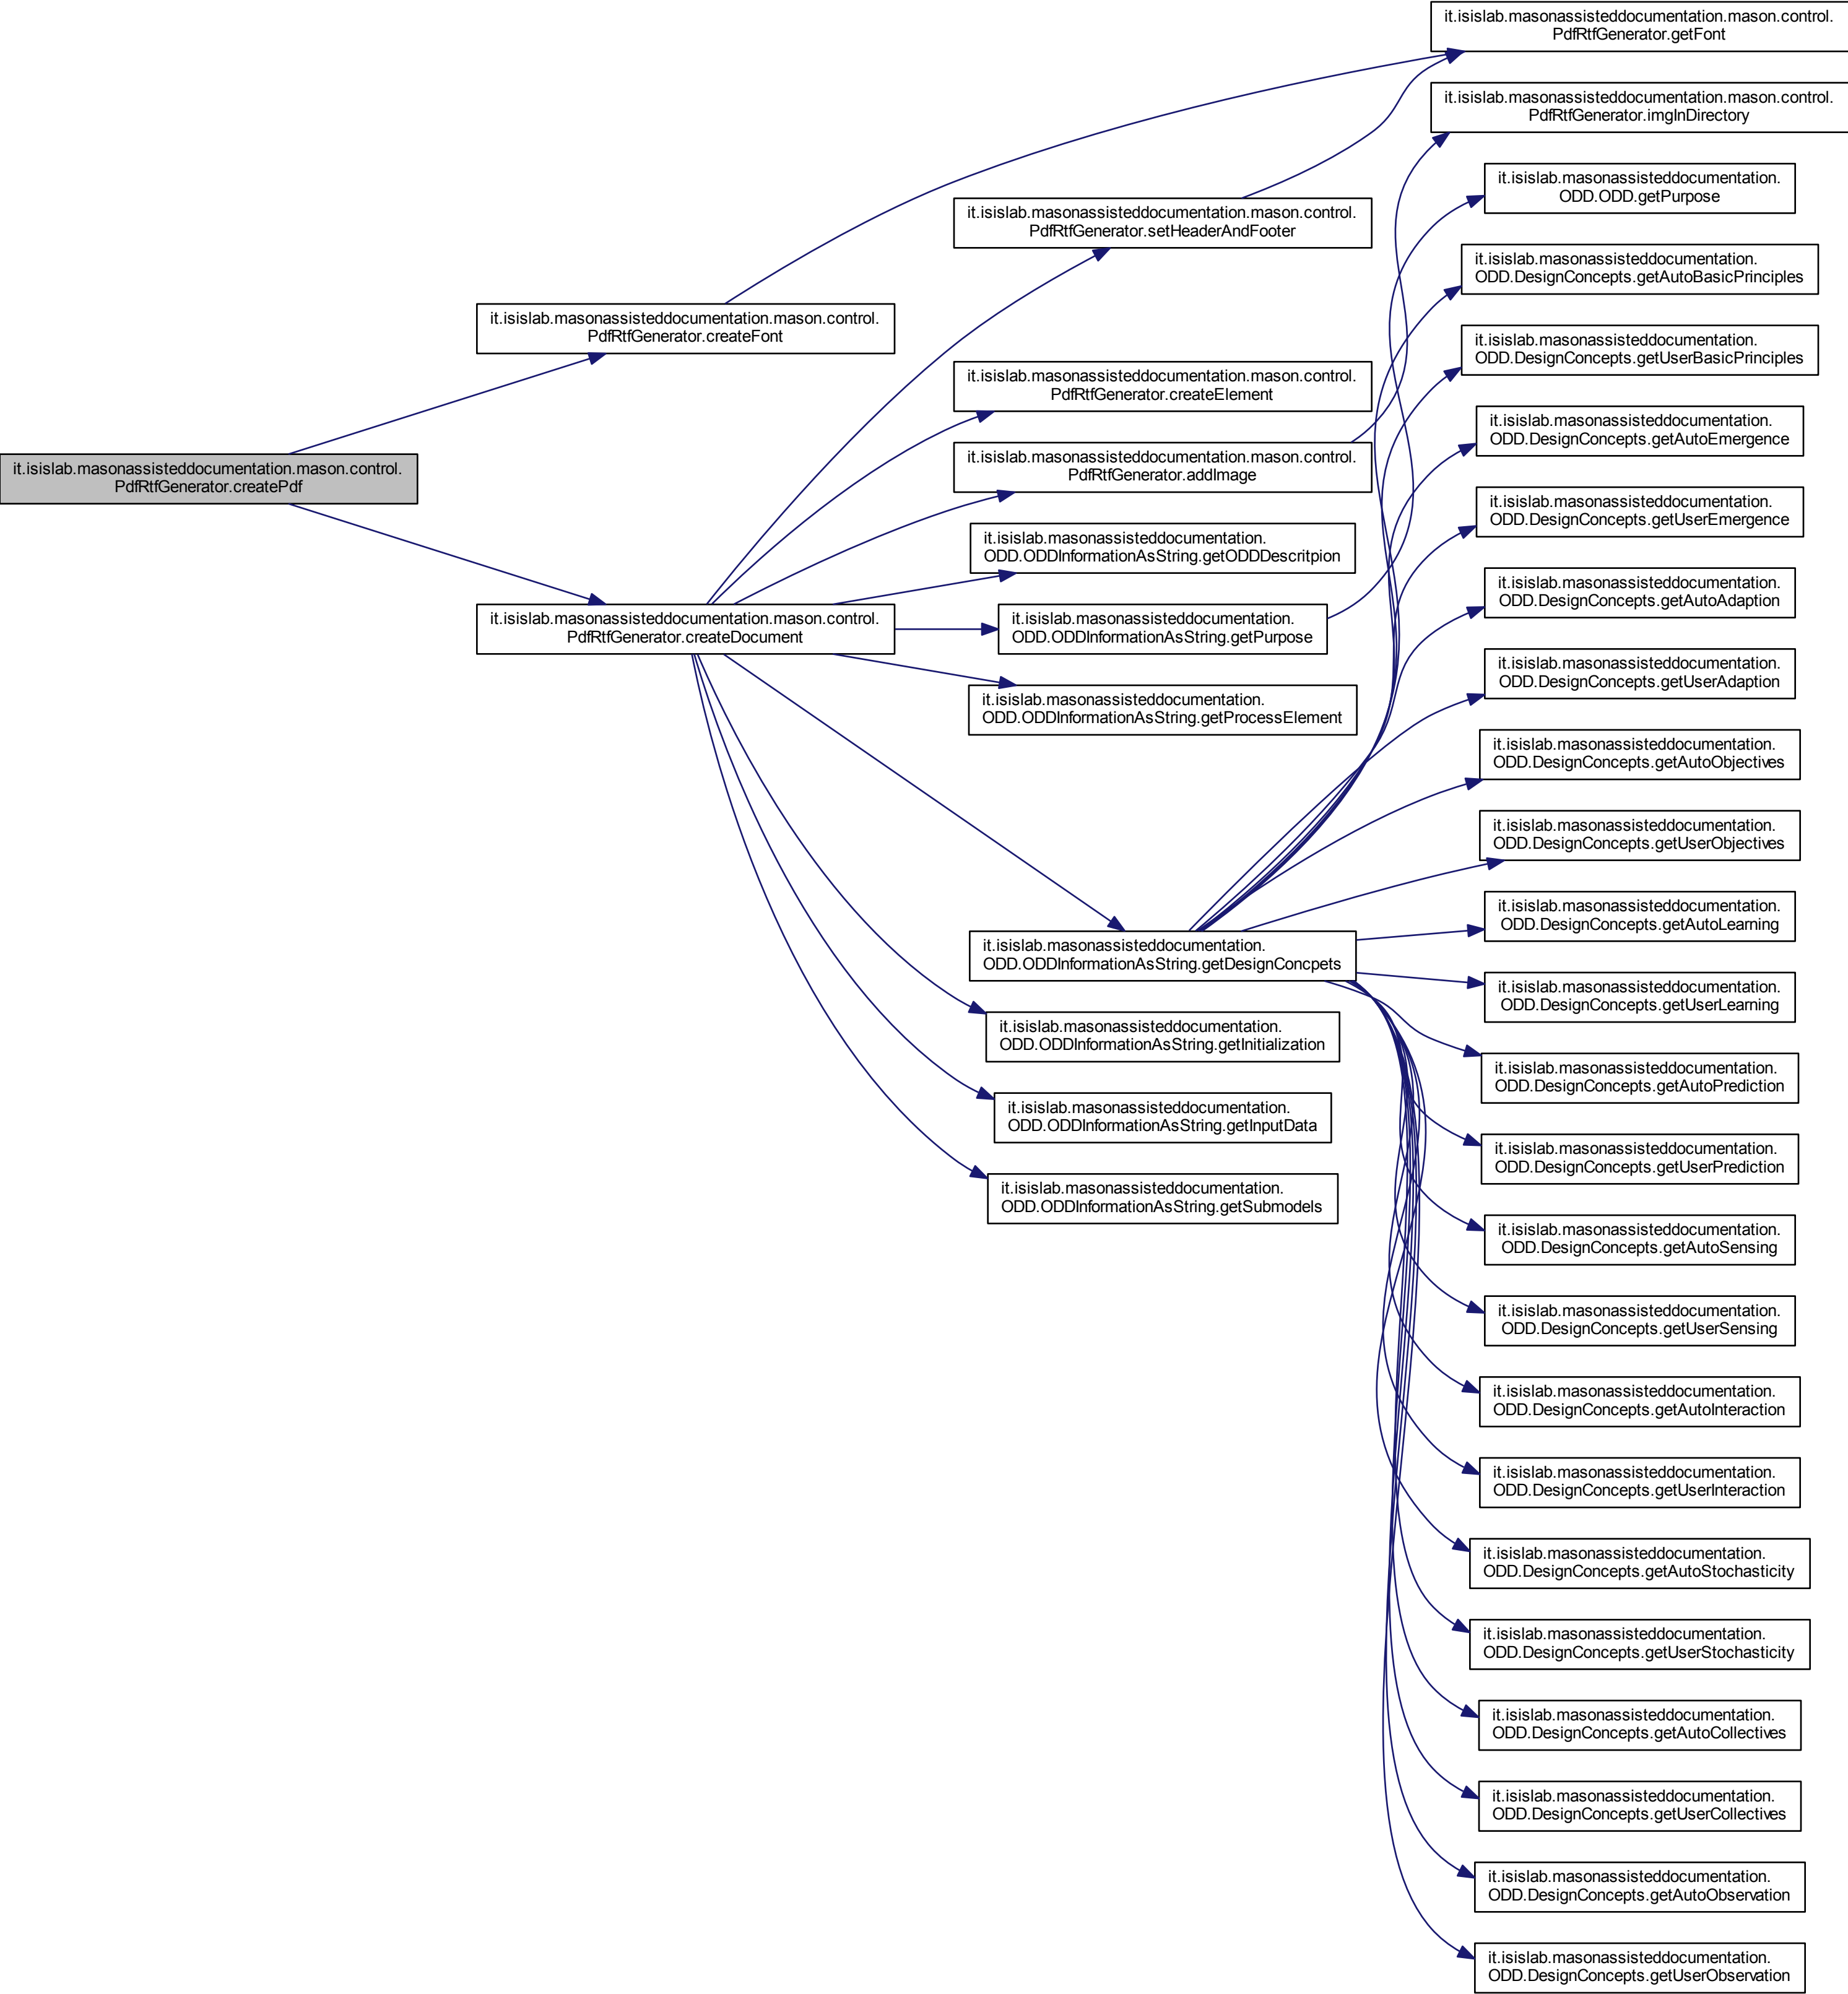 it.isislab.masonassisteddocumentation.mason.control.
PdfRtfGenerator.createPdf
it.isislab.masonassisteddocumentation.mason.control.
PdfRtfGenerator.createFont
it.isislab.masonassisteddocumentation.mason.control.
PdfRtfGenerator.createDocument
it.isislab.masonassisteddocumentation.mason.control.
PdfRtfGenerator.setHeaderAndFooter
it.isislab.masonassisteddocumentation.mason.control.
PdfRtfGenerator.createElement
it.isislab.masonassisteddocumentation.mason.control.
PdfRtfGenerator.addImage
it.isislab.masonassisteddocumentation.
ODD.ODDInformationAsString.getODDDescritpion
it.isislab.masonassisteddocumentation.
ODD.ODDInformationAsString.getPurpose
it.isislab.masonassisteddocumentation.
ODD.ODDInformationAsString.getProcessElement
it.isislab.masonassisteddocumentation.
ODD.ODDInformationAsString.getDesignConcpets
it.isislab.masonassisteddocumentation.
ODD.ODDInformationAsString.getInitialization
it.isislab.masonassisteddocumentation.
ODD.ODDInformationAsString.getInputData
it.isislab.masonassisteddocumentation.
ODD.ODDInformationAsString.getSubmodels
it.isislab.masonassisteddocumentation.mason.control.
PdfRtfGenerator.getFont
it.isislab.masonassisteddocumentation.mason.control.
PdfRtfGenerator.imgInDirectory
it.isislab.masonassisteddocumentation.
ODD.ODD.getPurpose
it.isislab.masonassisteddocumentation.
ODD.DesignConcepts.getAutoBasicPrinciples
it.isislab.masonassisteddocumentation.
ODD.DesignConcepts.getUserBasicPrinciples
it.isislab.masonassisteddocumentation.
ODD.DesignConcepts.getAutoEmergence
it.isislab.masonassisteddocumentation.
ODD.DesignConcepts.getUserEmergence
it.isislab.masonassisteddocumentation.
ODD.DesignConcepts.getAutoAdaption
it.isislab.masonassisteddocumentation.
ODD.DesignConcepts.getUserAdaption
it.isislab.masonassisteddocumentation.
ODD.DesignConcepts.getAutoObjectives
it.isislab.masonassisteddocumentation.
ODD.DesignConcepts.getUserObjectives
it.isislab.masonassisteddocumentation.
ODD.DesignConcepts.getAutoLearning
it.isislab.masonassisteddocumentation.
ODD.DesignConcepts.getUserLearning
it.isislab.masonassisteddocumentation.
ODD.DesignConcepts.getAutoPrediction
it.isislab.masonassisteddocumentation.
ODD.DesignConcepts.getUserPrediction
it.isislab.masonassisteddocumentation.
ODD.DesignConcepts.getAutoSensing
it.isislab.masonassisteddocumentation.
ODD.DesignConcepts.getUserSensing
it.isislab.masonassisteddocumentation.
ODD.DesignConcepts.getAutoInteraction
it.isislab.masonassisteddocumentation.
ODD.DesignConcepts.getUserInteraction
it.isislab.masonassisteddocumentation.
ODD.DesignConcepts.getAutoStochasticity
it.isislab.masonassisteddocumentation.
ODD.DesignConcepts.getUserStochasticity
it.isislab.masonassisteddocumentation.
ODD.DesignConcepts.getAutoCollectives
it.isislab.masonassisteddocumentation.
ODD.DesignConcepts.getUserCollectives
it.isislab.masonassisteddocumentation.
ODD.DesignConcepts.getAutoObservation
it.isislab.masonassisteddocumentation.
ODD.DesignConcepts.getUserObservation